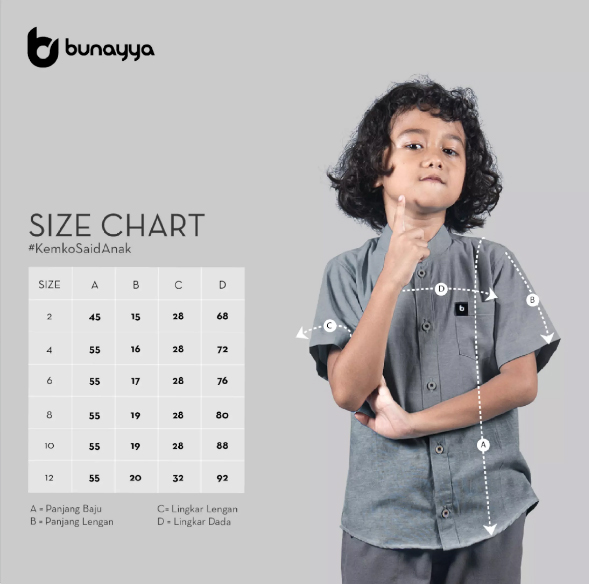 bunayya
SIZE CHART
#KemkoSaidAnak
SIZE A B C D
2 45 15 28 68
4 55 16 28 72
6 55 17 28 76
8 55 19 28 80
10 55 19 28 88
12 55 20 32 92
A = Panjang Baju C= Lingkar Lengan
B = Panjang Lengan D = Lingkar Dada
D
B
b
C
A